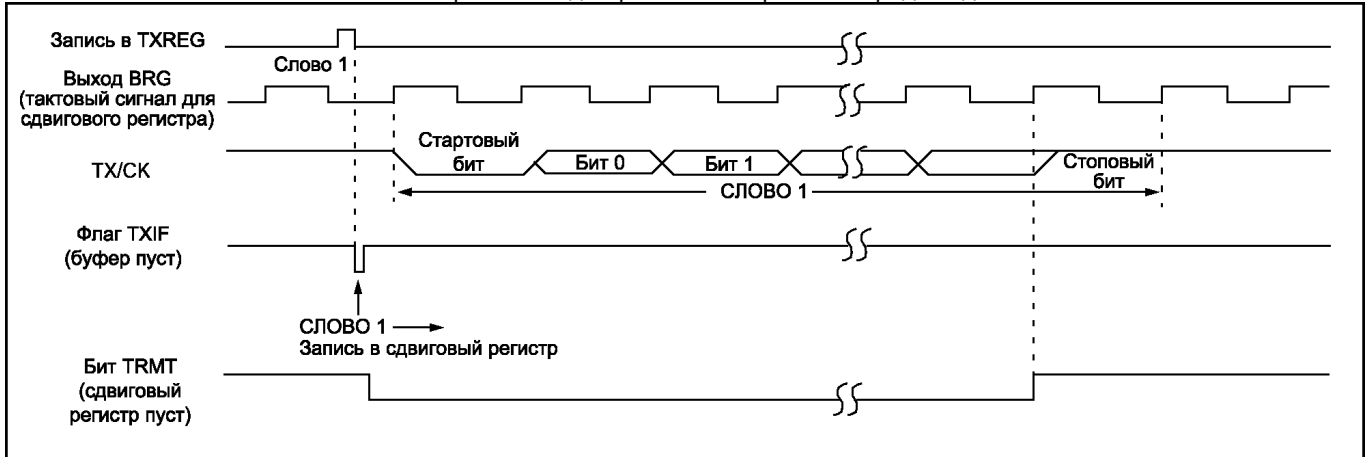 Запись в TXREG
Слово 1
Выход BRG
(тактовый сигнал для
сдвигового регистра)
TX/CK
Стартовый
бит
Бит 0
Бит 1
Стоповый
бит
СЛОВО 1
Флаг TXIF
(буфер пуст)
СЛОВО 1
Запись в сдвиговый регистр
Бит TRMT
(сдвиговый
регистр пуст)